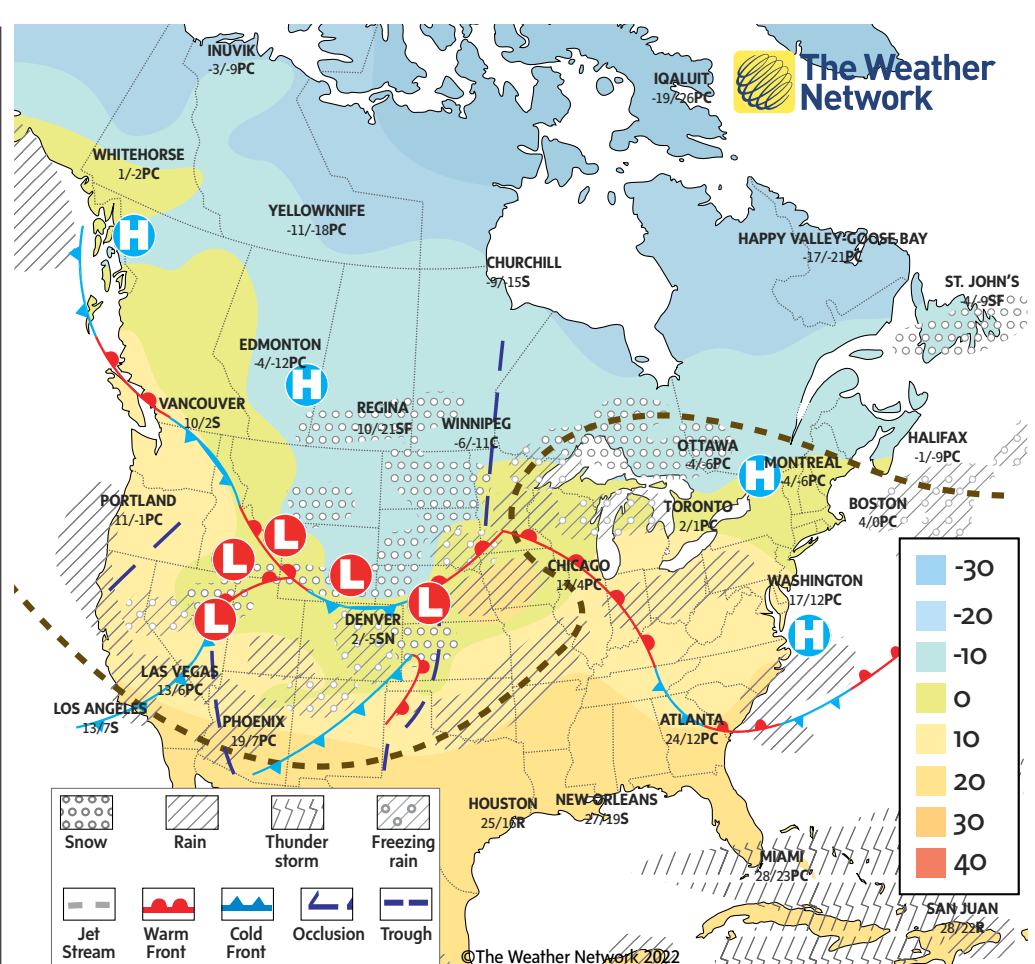 INUVIK
-3/-9PC
IQALUIT
-19/-26PC
The Weather
Network
WHITEHORSE
1/-2PC
YELLOWKNIFE
-11/-18PC
H
HAPPY VALLEY-GOOSE BAY
-17/-21PC
CHURCHILL
-9/-15S
ST. JOHN'S
-4/-9SF
EDMONTON
-4/-12PC
H
REGINA
10/-21SF
VANCOUVER
10/2S
WINNIPEG
-6/-11C
OTTAWA
-4/-6PC
H
MONTREAL
-4/-6PC
HALIFAX
-1/-9PC
PORTLAND
11/-1PC
TORONTO
2/1PC
BOSTON
4/0PC
L
L
L
L
L
CHICAGO
17/4PC
WASHINGTON
17/12PC
H
DENVER
2/-5SN
LAS VEGAS
13/6PC
LOS ANGELES
13/7S
PHOENIX
19/7PC
ATLANTA
24/12PC
HOUSTON
25/16R
NEW ORLEANS
27/19S
MIAMI
28/23PC
SAN JUAN
28/22R
-30
-20
-10
0
10
20
30
40
Snow
Rain
Thunder
storm
Freezing
rain
Jet
Stream
Warm
Front
Cold
Front
Occlusion
Trough
©The Weather Network 2022